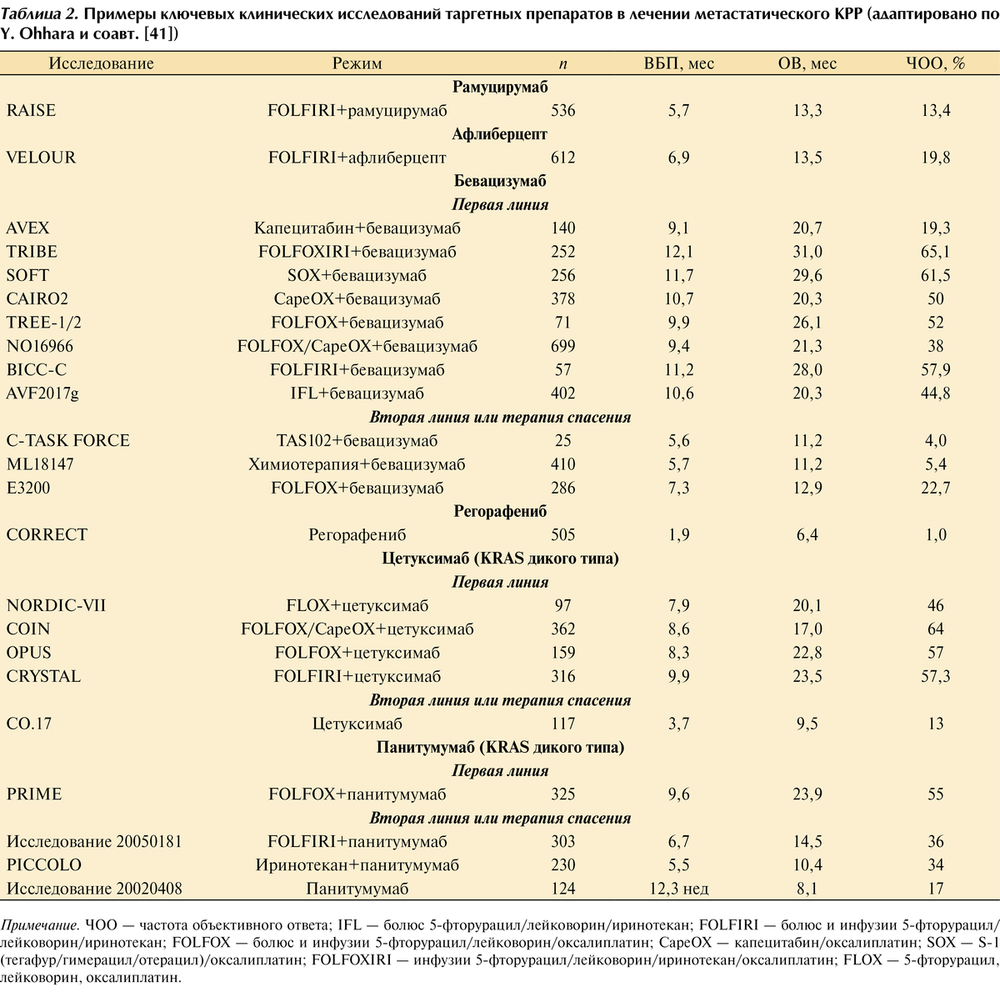 Таблица 2. Примеры ключевых клинических исследований таргетных препаратов в лечении метастатического КРР (адаптировано по
Y. Ohhara и соавт. [41])
Исследование Режим n ВБП, мес ОВ, мес ЧОО, %
Рамуцирумаб
RAISE FOLFIRI+рамуцирумаб 536 5,7 13,3 13,4
Афлиберцепт
VELOUR FOLFIRI+афлиберцепт 612 6,9 13,5 19,8
Бевацизумаб
Первая линия
AVEX Капецитабин+бевацизумаб 140 9,1 20,7 19,3
TRIBE FOLFOXIRI+бевацизумаб 252 12,1 31,0 65,1
SOFT SOX+бевацизумаб 256 11,7 29,6 61,5
CAIRO2 CapeOX+бевацизумаб 378 10,7 20,3 50
TREE-1/2 FOLFOX+бевацизумаб 71 9,9 26,1 52
NO16966 FOLFOX/CapeOX+бевацизумаб 699 9,4 21,3 38
BICC-C FOLFIRI+бевацизумаб 57 11,2 28,0 57,9
AVF2017g IFL+бевацизумаб 402 10,6 20,3 44,8
Вторая линия или терапия спасения
C-TASK FORCE TAS102+бевацизумаб 25 5,6 11,2 4,0
ML18147 Химиотерапия+бевацизумаб 410 5,7 11,2 5,4
E3200 FOLFOX+бевацизумаб 286 7,3 12,9 22,7
Регорафениб
CORRECT Регорафениб 505 1,9 6,4 1,0
Цетуксимаб (KRAS дикого типа)
Первая линия
NORDIC-VII FLOX+цетуксимаб 97 7,9 20,1 46
COIN FOLFOX/CapeOX+цетуксимаб 362 8,6 17,0 64
OPUS FOLFOX+цетуксимаб 159 8,3 22,8 57
CRYSTAL FOLFIRI+цетуксимаб 316 9,9 23,5 57,3
Вторая линия или терапия спасения
CO.17 Цетуксимаб 117 3,7 9,5 13
Панитумумаб (KRAS дикого типа)
Первая линия
PRIME FOLFOX+панитумумаб 325 9,6 23,9 55
Вторая линия или терапия спасения
Исследование 20050181 FOLFIRI+панитумумаб 303 6,7 14,5 36
PICCOLO Иринотекан+панитумумаб 230 5,5 10,4 34
Исследование 20020408 Панитумумаб 124 12,3 нед 8,1 17
Примечание. ЧОО — частота объективного ответа; IFL — болюс 5-фторурацил/лейковорин/иринотекан; FOLFIRI — болюс и инфузии 5-фторурацил/
лейковорин/иринотекан; FOLFOX — болюс и инфузии 5-фторурацил/лейковорин/оксалиплатин; CapeOX — капецитабин/оксалиплатин; SOX — S-1
(тегафур/гимерацил/отерацил)/оксалиплатин; FOLFOXIRI — инфузии 5-фторурацил/лейковорин/иринотекан/оксалиплатин; FLOX — 5-фторурацил,
лейковорин, оксалиплатин.